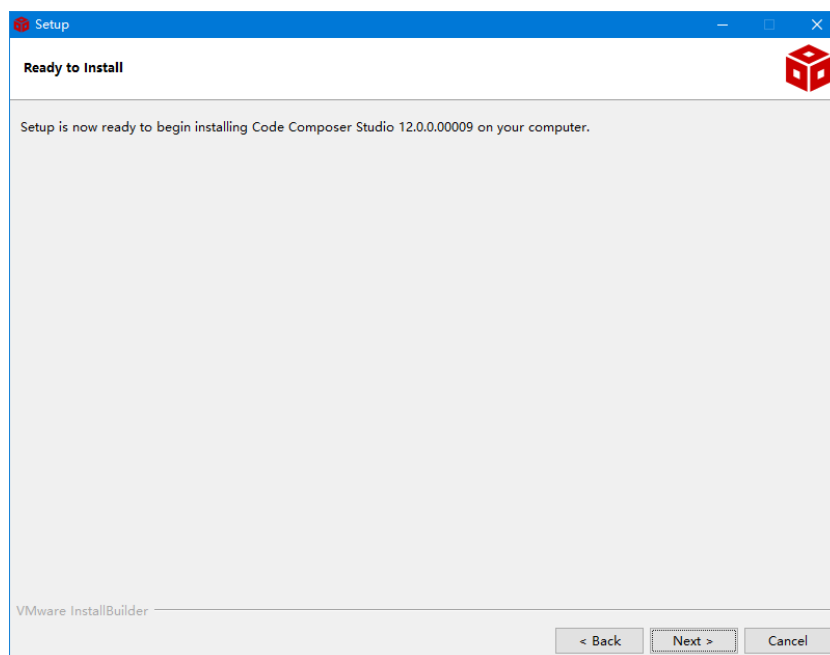 Setup
Ready to Install
Setup is now ready to begin installing Code Composer Studio 12.0.0.00009 on your computer.
VMware InstallBuilder
< Back
Next >
Cancel